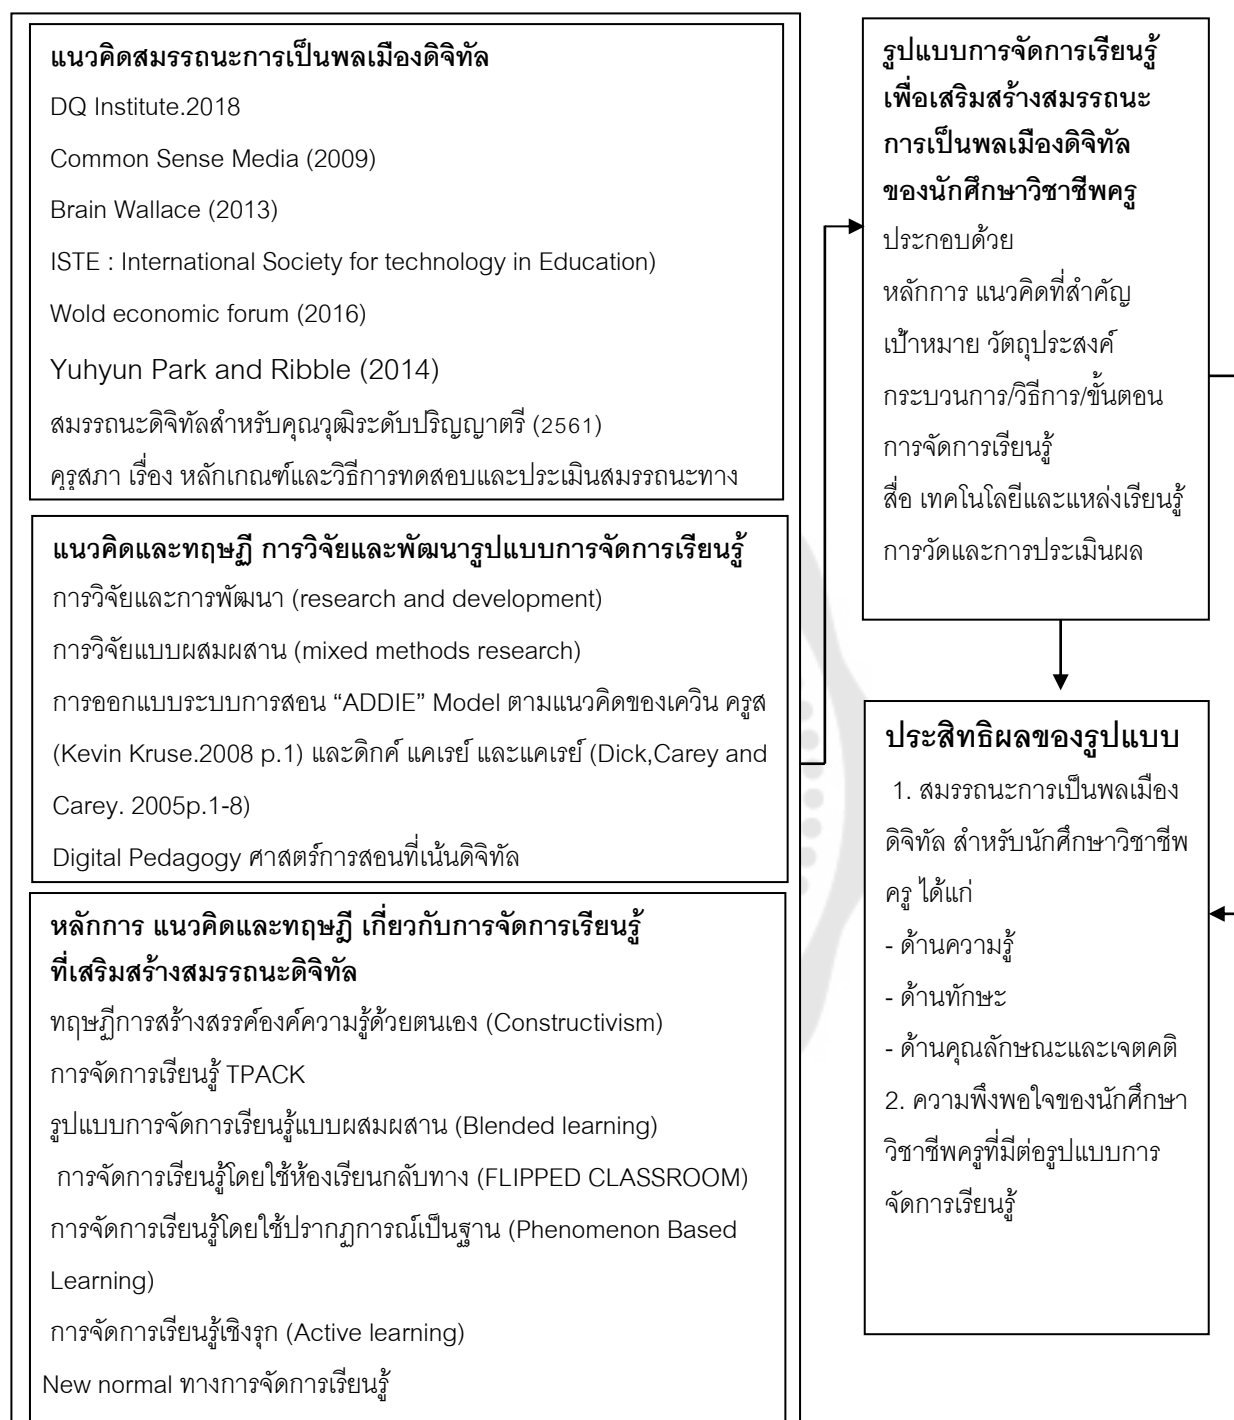 แนวคิดสมรรถนะการเป็นพลเมืองดิจิทัล
DQ Institute.2018
Common Sense Media (2009)
Brain Wallace (2013)
ISTE : International Society for technology in Education)
Wold economic forum (2016)
Yuhyun Park and Ribble (2014)
สมรรถนะดิจิทัลสำหรับคุณวุฒิระดับปริญญาตรี (2561)
คุรุสภา เรื่อง หลักเกณฑ์และวิธีการทดสอบและประเมินสมรรถนะทาง
แนวคิดและทฤษฎี การวิจัยและพัฒนารูปแบบการจัดการเรียนรู้
การวิจัยและการพัฒนา (research and development)
การวิจัยแบบผสมผสาน (mixed methods research)
การออกแบบระบบการสอน “ADDIE” Model ตามแนวคิดของเควิน ครูส
(Kevin Kruse.2008 p.1) และดิกค์ แคเรย์ และแคเรย์ (Dick,Carey and
Carey. 2005p.1-8)
Digital Pedagogy ศาสตร์การสอนที่เน้นดิจิทัล
หลักการ แนวคิดและทฤษฎี เกี่ยวกับการจัดการเรียนรู้
ที่เสริมสร้างสมรรถนะดิจิทัล
ทฤษฎีการสร้างสรรค์องค์ความรู้ด้วยตนเอง (Constructivism)
การจัดการเรียนรู้ TPACK
รูปแบบการจัดการเรียนรู้แบบผสมผสาน (Blended learning)
การจัดการเรียนรู้โดยใช้ห้องเรียนกลับทาง (FLIPPED CLASSROOM)
การจัดการเรียนรู้โดยใช้ปรากฏการณ์เป็นฐาน (Phenomenon Based
Learning)
การจัดการเรียนรู้เชิงรุก (Active learning)
New normal ทางการจัดการเรียนรู้
รูปแบบการจัดการเรียนรู้
เพื่อเสริมสร้างสมรรถนะ
การเป็นพลเมืองดิจิทัล
ของนักศึกษาวิชาชีพครู
ประกอบด้วย
หลักการ แนวคิดที่สำคัญ
เป้าหมาย วัตถุประสงค์
กระบวนการ/วิธีการ/ขั้นตอน
การจัดการเรียนรู้
สื่อ เทคโนโลยีและแหล่งเรียนรู้
การวัดและการประเมินผล
ประสิทธิผลของรูปแบบ
1. สมรรถนะการเป็นพลเมือง
ดิจิทัล สำหรับนักศึกษาวิชาชีพ
ครู ได้แก่
- ด้านความรู้
- ด้านทักษะ
- ด้านคุณลักษณะและเจตคติ
2. ความพึงพอใจของนักศึกษา
วิชาชีพครูที่มีต่อรูปแบบการ
จัดการเรียนรู้